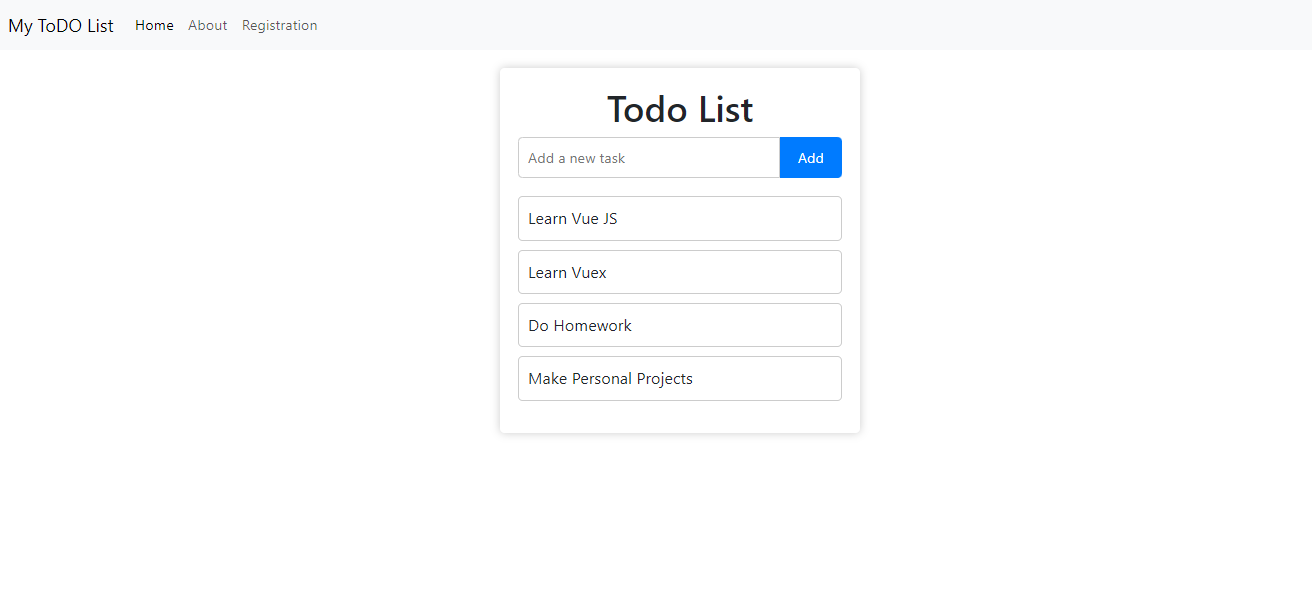 My ToDO List Home About Registration
Todo List
Add a new task Add
Learn Vue JS
Learn Vuex
Do Homework
Make Personal Projects